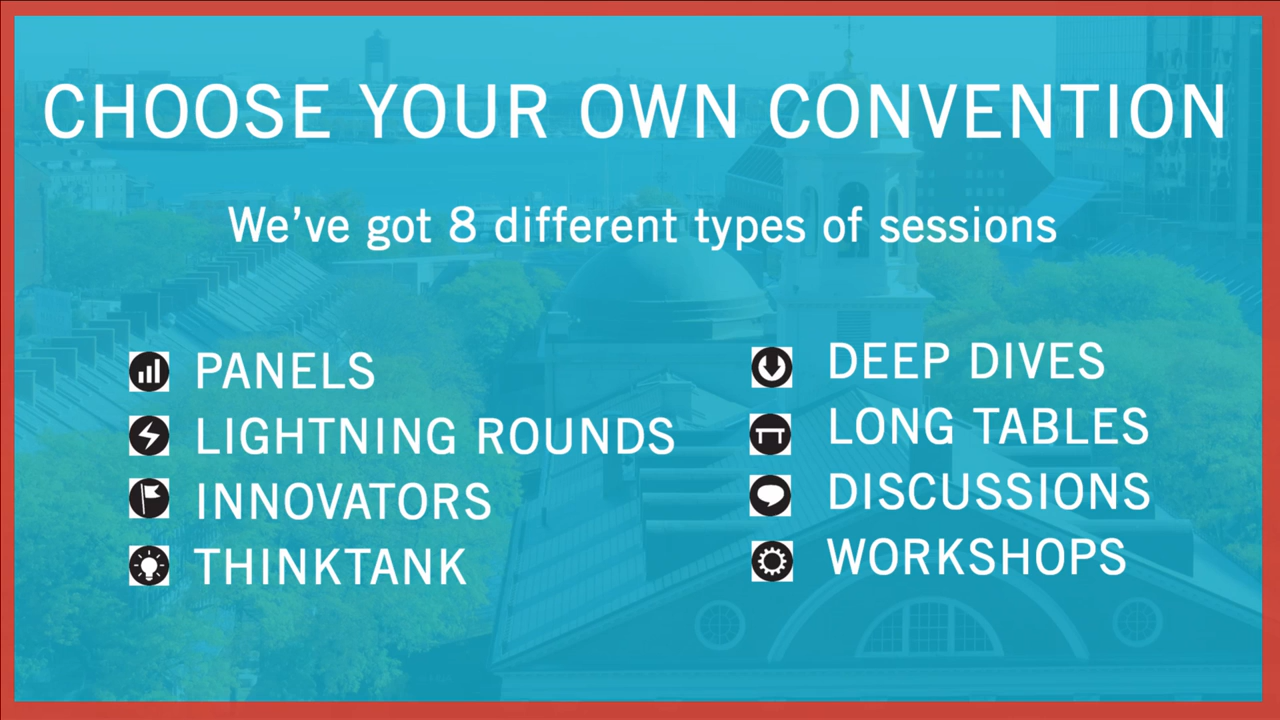 CHOOSE YOUR OWN CONVENTION
We've got 8 different types of sessions
PANELS
LIGHTNING ROUNDS
INNOVATORS
THINKTANK
DEEP DIVES
LONG TABLES
DISCUSSIONS
WORKSHOPS